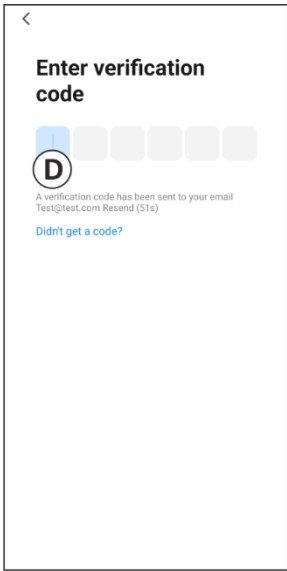 Enter verification
code
D
A verification code has been sent to your email
Test@test.com Resend (51s)
Didn't get a code?